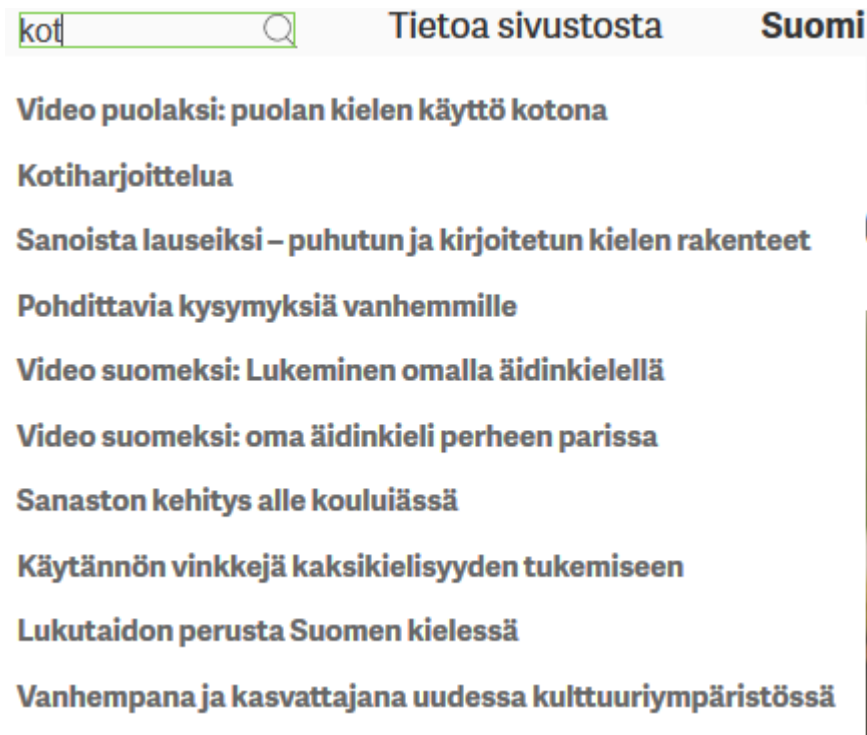 kot Tietoa sivustosta Suomi
Video puolaksi: puolan kielen käyttö kotona
Kotiharjoittelua
Sanoista lauseiksi – puhutun ja kirjoitetun kielen rakenteet
Pohdittavia kysymyksiä vanhemmille
Video suomeksi: Lukeminen omalla äidinkielellä
Video suomeksi: oma äidinkieli perheen parissa
Sanaston kehitys alle kouluiässä
Käytännön vinkkejä kaksikielisyyden tukemiseen
Lukutaidon perusta Suomen kielessä
Vanhempana ja kasvattajana uudessa kulttuuriympäristössä